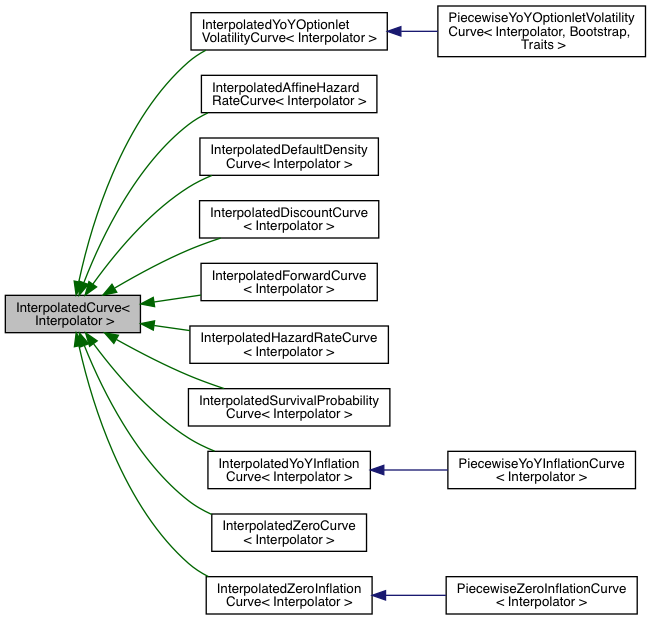 InterpolatedYoYOptionlet
VolatilityCurve< Interpolator >
PiecewiseYoYOptionletVolatility
Curve< Interpolator, Bootstrap,
Traits >
InterpolatedAffineHazard
RateCurve< Interpolator >
InterpolatedDefaultDensity
Curve< Interpolator >
InterpolatedDiscountCurve
< Interpolator >
InterpolatedForwardCurve
< Interpolator >
InterpolatedCurve<
Interpolator >
InterpolatedHazardRateCurve
< Interpolator >
InterpolatedSurvivalProbability
Curve< Interpolator >
InterpolatedYoYInflation
Curve< Interpolator >
PiecewiseYoYInflationCurve
< Interpolator >
InterpolatedZeroCurve
< Interpolator >
InterpolatedZeroInflation
Curve< Interpolator >
PiecewiseZeroInflationCurve
< Interpolator >